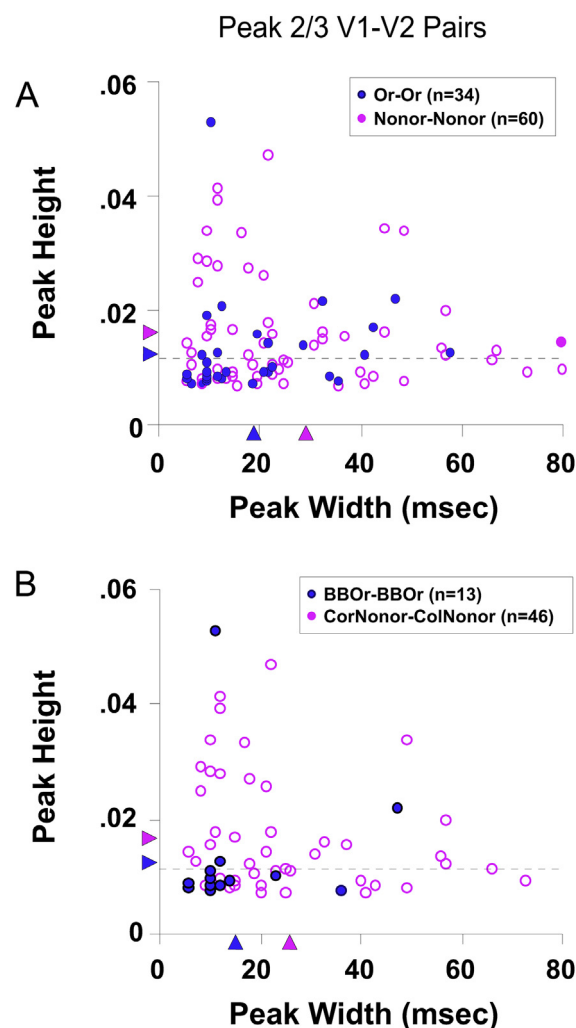 Peak 2/3 V1-V2 Pairs
A
.06
Or-Or (n=34)
Nonor-Nonor (n=60)
.04
Peak Height
.02
0
0 20 40 60 80
Peak Width (msec)
B
.06
BBOr-BBOr (n=13)
CorNonor-ColNonor (n=46)
.04
Peak Height
.02
0
0 20 40 60 80
Peak Width (msec)